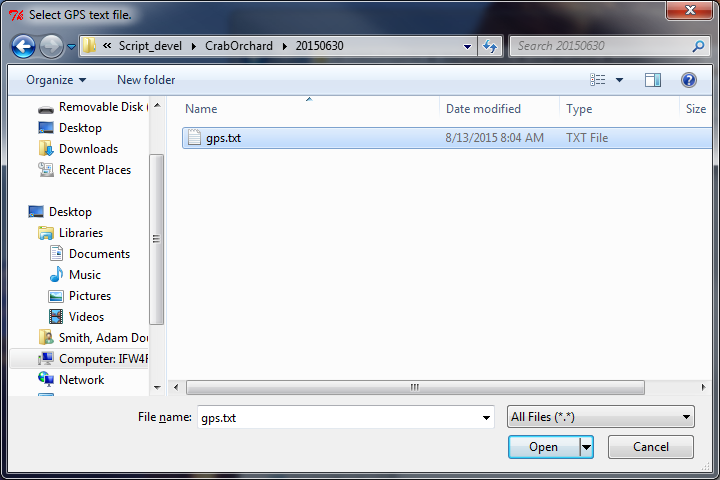 Select GPS text file.
« Script_devel CrabOrchard 20150630 Search 20150630
Organize New folder
Name Date modified Type Size
gps.txt 8/13/2015 8:04 AM TXT File
Removable Disk (
Desktop
Downloads
Recent Places
Desktop
Libraries
Documents
Music
Pictures
Videos
Smith, Adam Dou
Computer: IFW4R
Network
File name: gps.txt All Files (*.*)
Open Cancel